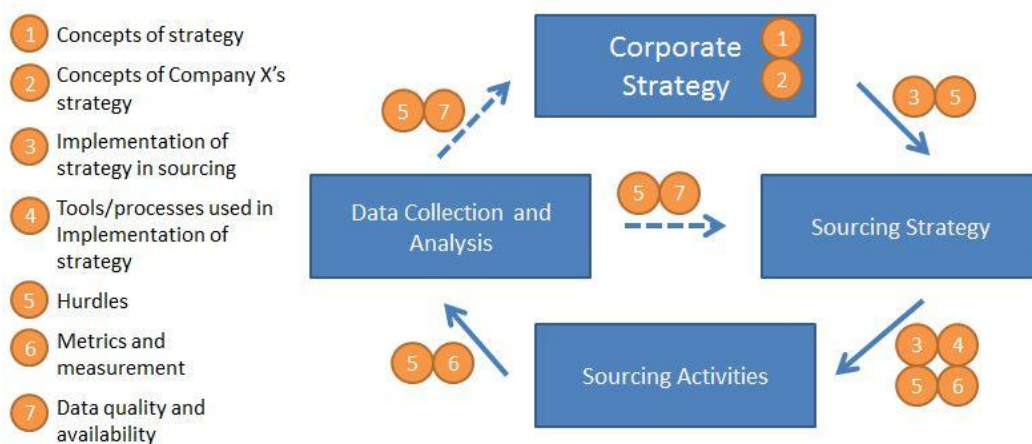 1 Concepts of strategy
2 Concepts of Company X's
strategy
3 Implementation of
strategy in sourcing
4 Tools/processes used in
Implementation of
strategy
5 Hurdles
6 Metrics and
measurement
7 Data quality and
availability
Corporate
Strategy
1
2
5 7
3 5
Data Collection and
Analysis
5 7
Sourcing Strategy
5 6
Sourcing Activities
3 4
5 6